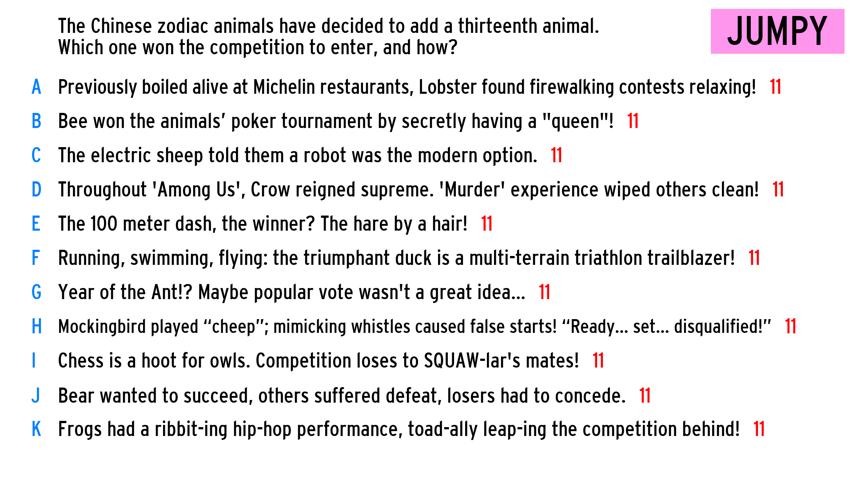 The Chinese zodiac animals have decided to add a thirteenth animal.
Which one won the competition to enter, and how?
JUMPY
A Previously boiled alive at Michelin restaurants, Lobster found firewalking contests relaxing! 11
B Bee won the animals’ poker tournament by secretly having a "queen"! 11
C The electric sheep told them a robot was the modern option. 11
D Throughout 'Among Us', Crow reigned supreme. 'Murder' experience wiped others clean! 11
E The 100 meter dash, the winner? The hare by a hair! 11
F Running, swimming, flying: the triumphant duck is a multi-terrain triathlon trailblazer! 11
G Year of the Ant!? Maybe popular vote wasn't a great idea... 11
H Mockingbird played “cheep”; mimicking whistles caused false starts! “Ready... set... disqualified!” 11
I Chess is a hoot for owls. Competition loses to SQUAW-lar's mates! 11
J Bear wanted to succeed, others suffered defeat, losers had to concede. 11
K Frogs had a ribbit-ing hip-hop performance, toad-ally leap-ing the competition behind! 11